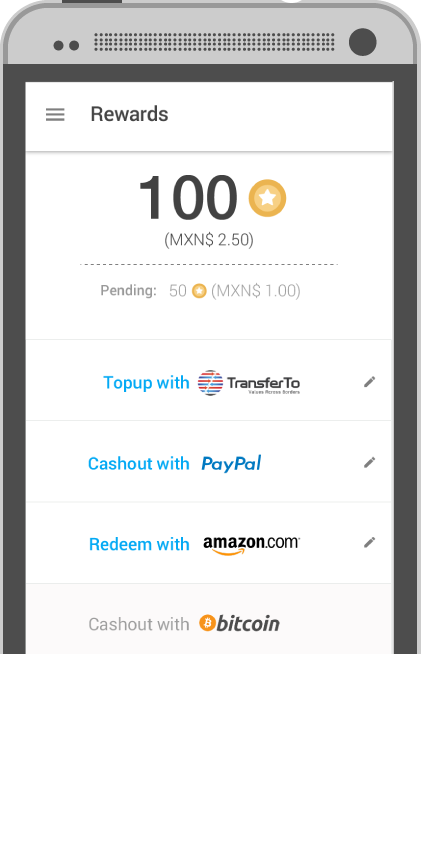 Rewards
100
(MXN$ 2.50)
Pending: 50 (MXN$ 1.00)
Topup with TransferTo
Values Across Borders
Cashout with PayPal
Redeem with amazon.com
Cashout with bitcoin